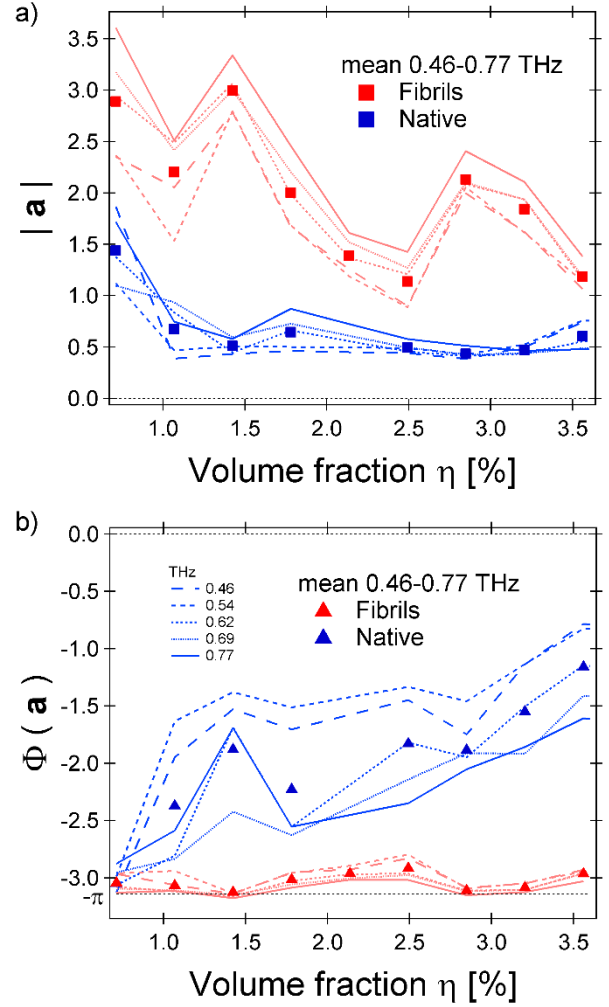 a)
mean 0.46-0.77 THz
Fibrils
Native
| a |
3.5
3.0
2.5
2.0
1.5
1.0
0.5
0.0
1.0 1.5 2.0 2.5 3.0 3.5
Volume fraction η [%]
b)
THz
0.46
0.54
0.62
0.69
0.77
mean 0.46-0.77 THz
Fibrils
Native
Φ(a)
0.0
-0.5
-1.0
-1.5
-2.0
-2.5
-3.0
-π
1.0 1.5 2.0 2.5 3.0 3.5
Volume fraction η [%]